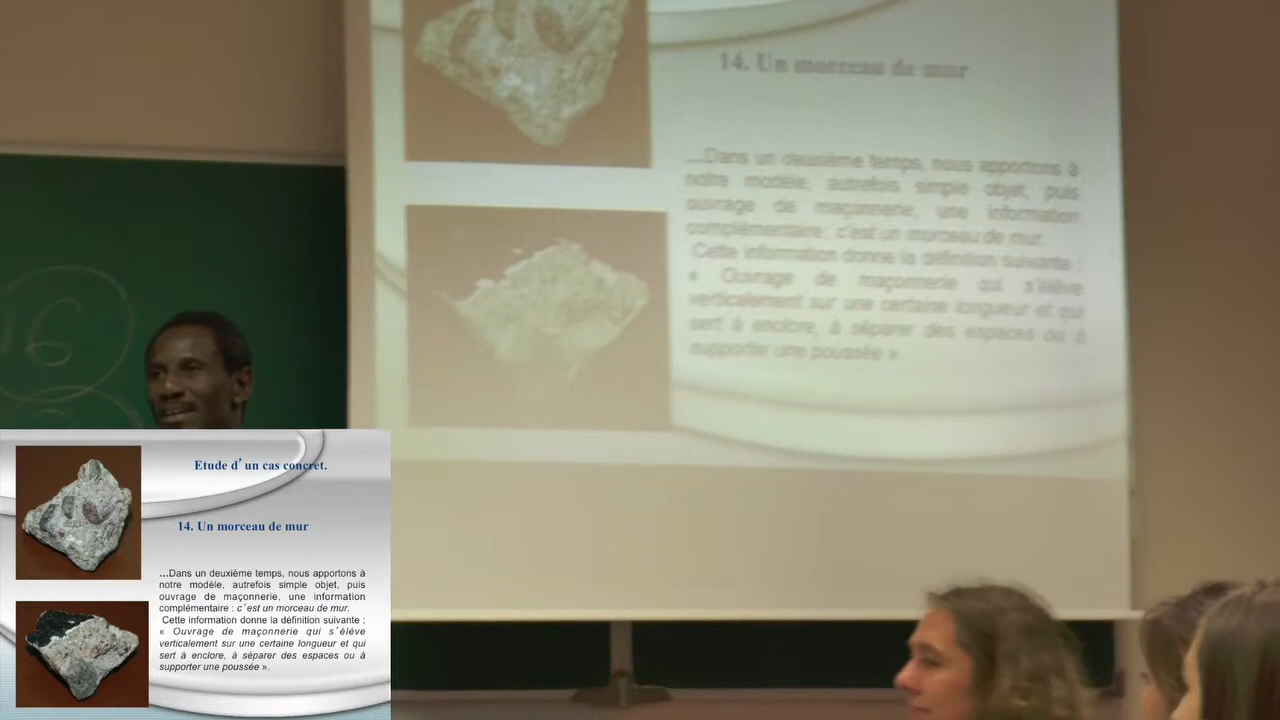 14. Un morceau de mur
...Dans un deuxième temps, nous apportons à
notre modèle, autrefois simple objet, puis
ouvrage de maçonnerie, une information
complémentaire : c'est un morceau de mur.
Cette information donne la définition suivante :
« Ouvrage de maçonnerie qui s'élève
verticalement sur une certaine longueur et qui
sert à enclore, à séparer des espaces ou à
supporter une poussée ».
16
Etude d'un cas concret.
14. Un morceau de mur
...Dans un deuxième temps, nous apportons à
notre modèle, autrefois simple objet, puis
ouvrage de maçonnerie, une information
complémentaire : c'est un morceau de mur.
Cette information donne la définition suivante :
« Ouvrage de maçonnerie qui s'élève
verticalement sur une certaine longueur et qui
sert à enclore, à séparer des espaces ou à
supporter une poussée ».